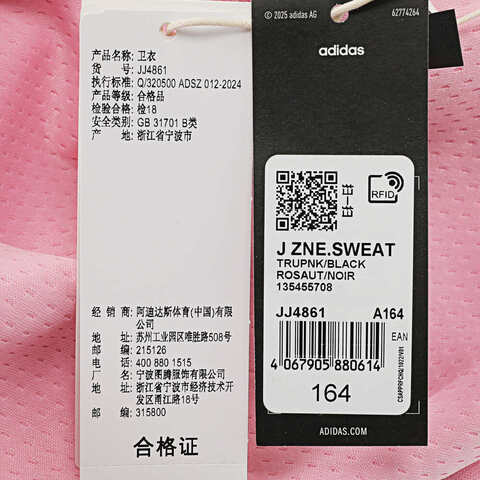 产品名称: 卫衣
货 号: JJ4861
执行标准: Q/320500 ADSZ 012-2024
产品等级: 合格品
检验合格: 检18
安全类别: GB 31701 B类
产 地: 浙江省宁波市
经 销 商: 阿迪达斯体育(中国)有限
公司
地 址: 苏州工业园区唯胜路508号
邮 编: 215126
电 话: 400 880 1515
生 产 商: 宁波图腾服饰有限公司
地 址: 浙江省宁波市经济技术开
发区甬江路18号
邮 编: 315800
合格证
© 2025 adidas AG
62774264
adidas
RFID
J ZNE.SWEAT
TRUPNK/BLACK
ROSAUT/NOIR
135455708
JJ4861 A164
EAN
4 067905 880614
164
ADIDAS.COM